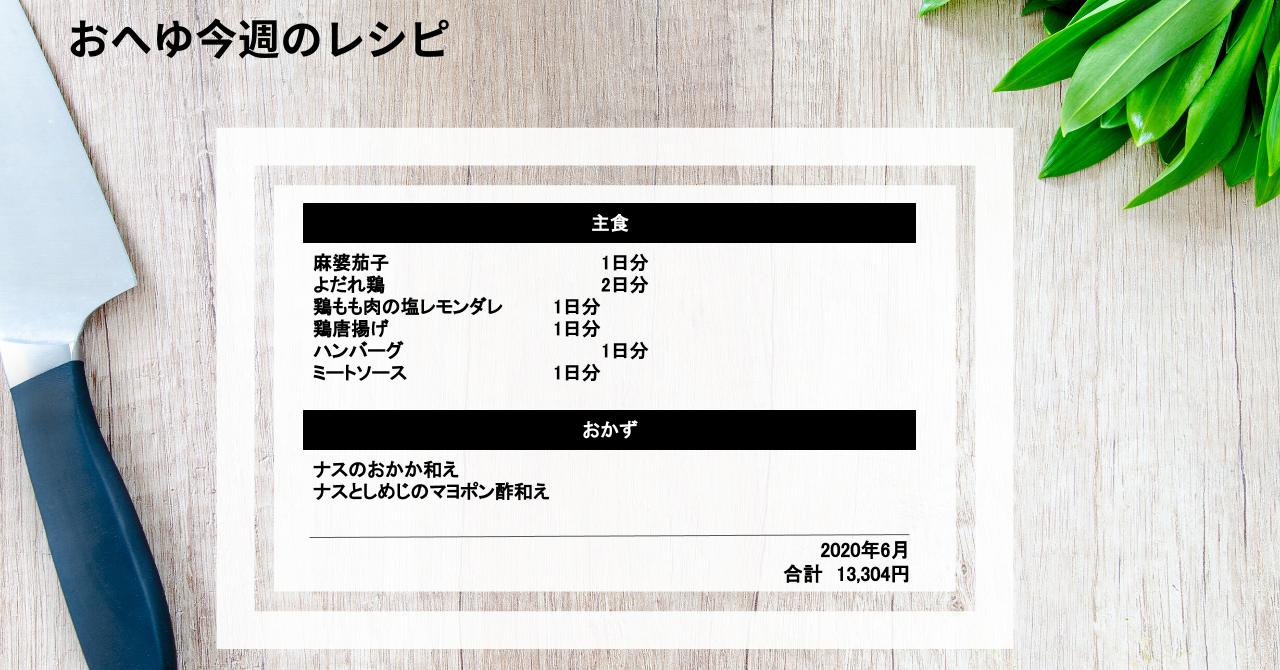 おへゆ今週のレシピ
主食
麻婆茄子 1日分
よだれ鶏 2日分
鶏もも肉の塩レモンダレ 1日分
鶏唐揚げ 1日分
ハンバーグ 1日分
ミートソース 1日分
おかず
ナスのおかか和え
ナスとしめじのマヨポン酢和え
2020年6月
合計 13,304円